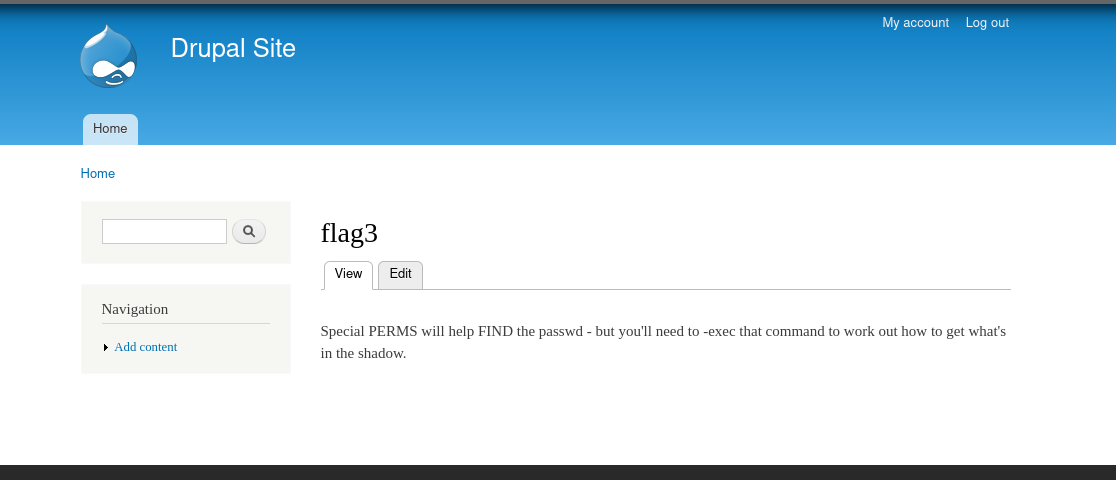 My account Log out
Drupal Site
Home
Home
flag3
View Edit
Navigation
Add content
Special PERMS will help FIND the passwd - but you'll need to -exec that command to work out how to get what's
in the shadow.